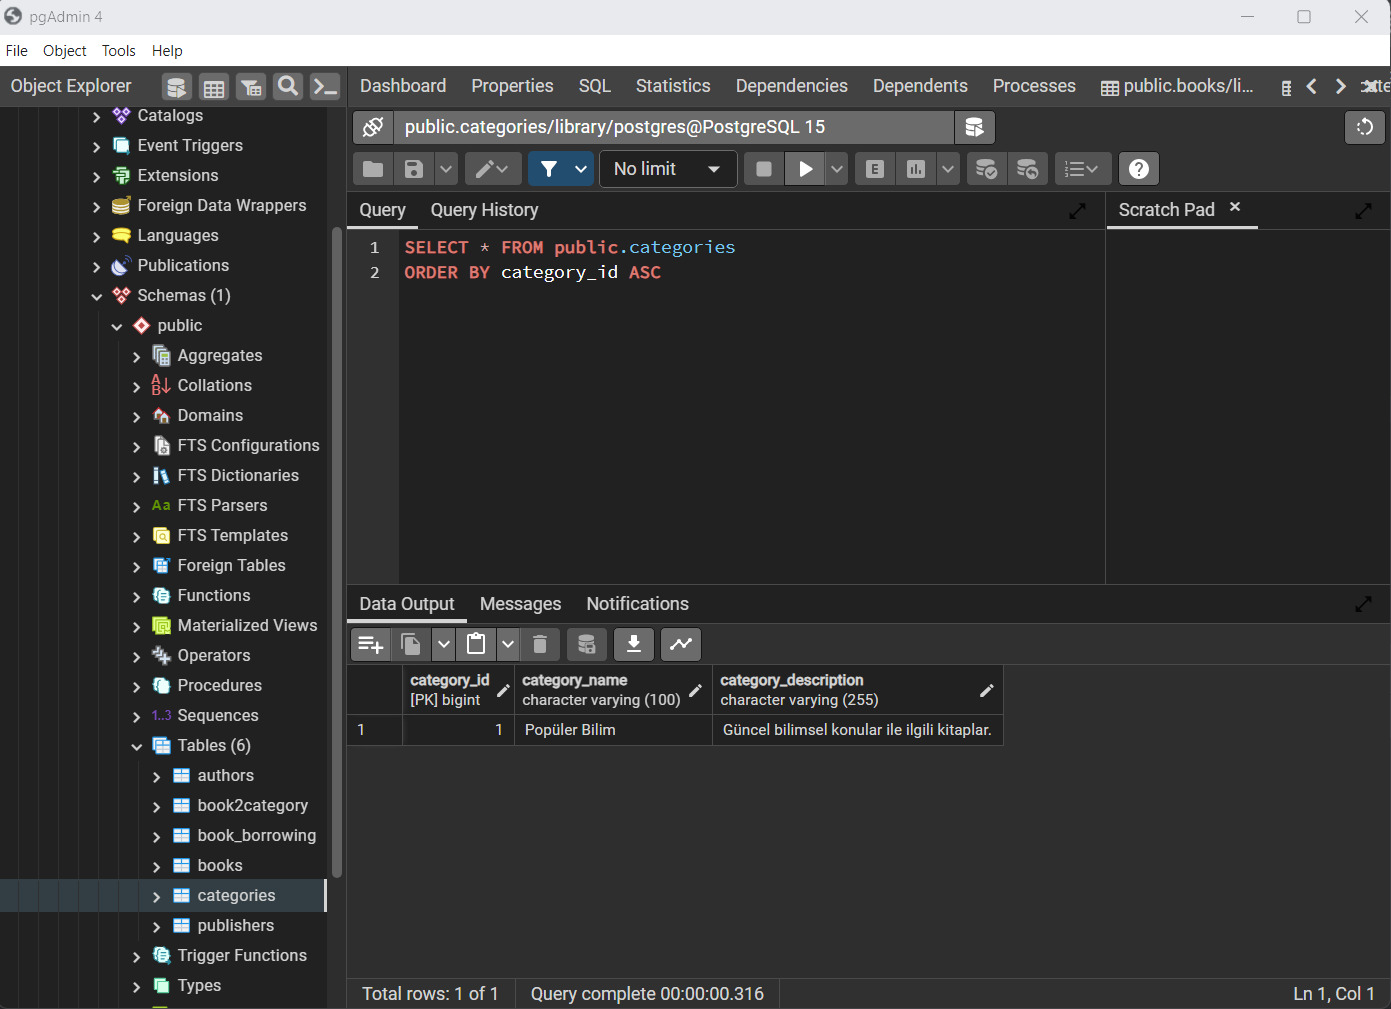 pgAdmin 4
File Object Tools Help
Object Explorer
Dashboard Properties SQL Statistics Dependencies Dependents Processes public.books/li...
Catalogs
Event Triggers
Extensions
Foreign Data Wrappers
Languages
Publications
Schemas (1)
public
Aggregates
Collations
Domains
FTS Configurations
FTS Dictionaries
Aa FTS Parsers
FTS Templates
Foreign Tables
Functions
Materialized Views
Operators
Procedures
1..3 Sequences
Tables (6)
authors
book2category
book_borrowing
books
categories
publishers
Trigger Functions
Types
public.categories/library/postgres@PostgreSQL 15
No limit
E
Query Query History
Scratch Pad
1 SELECT * FROM public.categories
2 ORDER BY category_id ASC
Data Output Messages Notifications
category_id category_name category_description
[PK] bigint character varying (100) character varying (255)
1 1 Popüler Bilim Güncel bilimsel konular ile ilgili kitaplar.
Total rows: 1 of 1 Query complete 00:00:00.316 Ln 1, Col 1